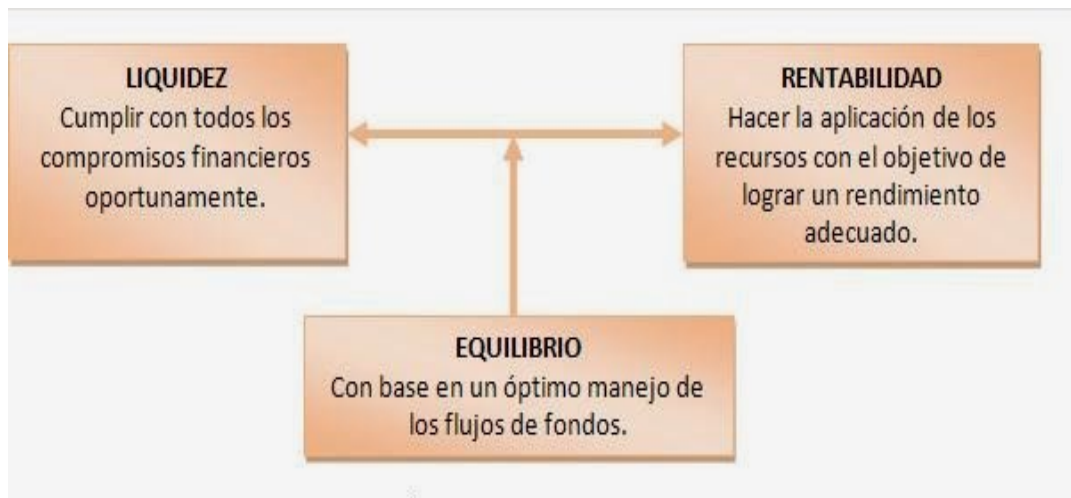 LIQUIDEZ
Cumplir con todos los
compromisos financieros
oportunamente.
RENTABILIDAD
Hacer la aplicación de los
recursos con el objetivo de
lograr un rendimiento
adecuado.
EQUILIBRIO
Con base en un óptimo manejo de
los flujos de fondos.